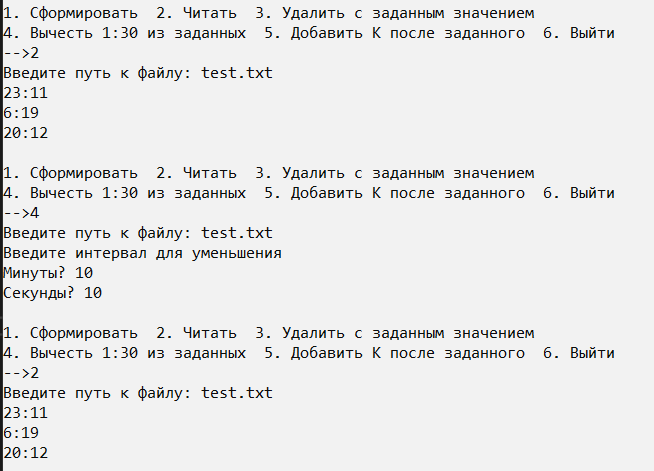 1. Сформировать  2. Читать  3. Удалить с заданным значением
4. Вычесть 1:30 из заданных  5. Добавить К после заданного  6. Выйти
-->2
Введите путь к файлу: test.txt
23:11
6:19
20:12
1. Сформировать  2. Читать  3. Удалить с заданным значением
4. Вычесть 1:30 из заданных  5. Добавить К после заданного  6. Выйти
-->4
Введите путь к файлу: test.txt
Введите интервал для уменьшения
Минуты? 10
Секунды? 10
1. Сформировать  2. Читать  3. Удалить с заданным значением
4. Вычесть 1:30 из заданных  5. Добавить К после заданного  6. Выйти
-->2
Введите путь к файлу: test.txt
23:11
6:19
20:12